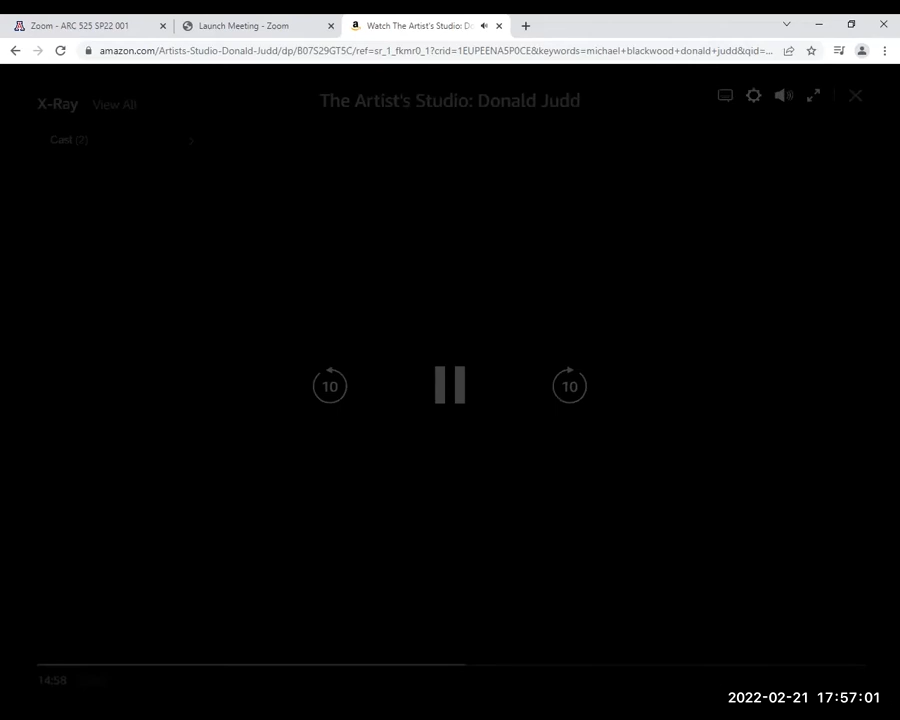 Zoom - ARC 525 SP22 001
Launch Meeting - Zoom
Watch The Artist's Studio: Do
amazon.com/Artists-Studio-Donald-Judd/dp/B07S29GT5C/ref=sr_1_fkmr0_1?crid=1EUPEENA5P0CE&keywords=michael+blackwood+donald+judd&qid=...
X-Ray View All
The Artist's Studio: Donald Judd
Cast (2)
10
10
14:58
2022-02-21 17:57:01